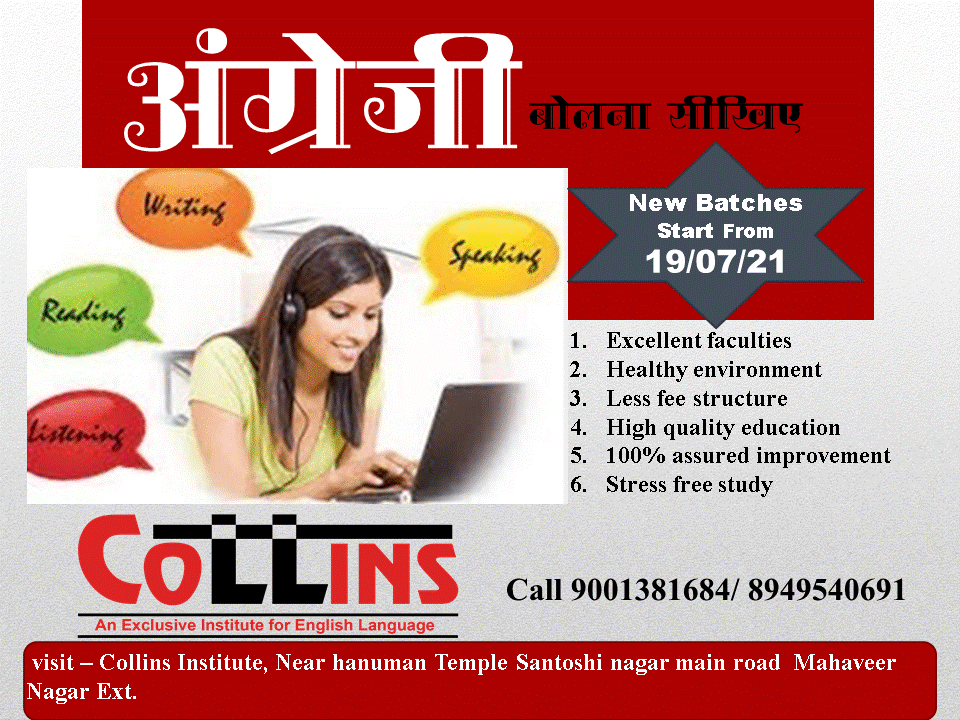 अंग्रेजी बोलना सीखिए
Writing
Speaking
Reading
Listening
New Batches
Start From
19/07/21
1. Excellent faculties
2. Healthy environment
3. Less fee structure
4. High quality education
5. 100% assured improvement
6. Stress free study
COLLINS
An Exclusive Institute for English Language
Call 9001381684/ 8949540691
visit – Collins Institute, Near hanuman Temple Santoshi nagar main road Mahaveer
Nagar Ext.